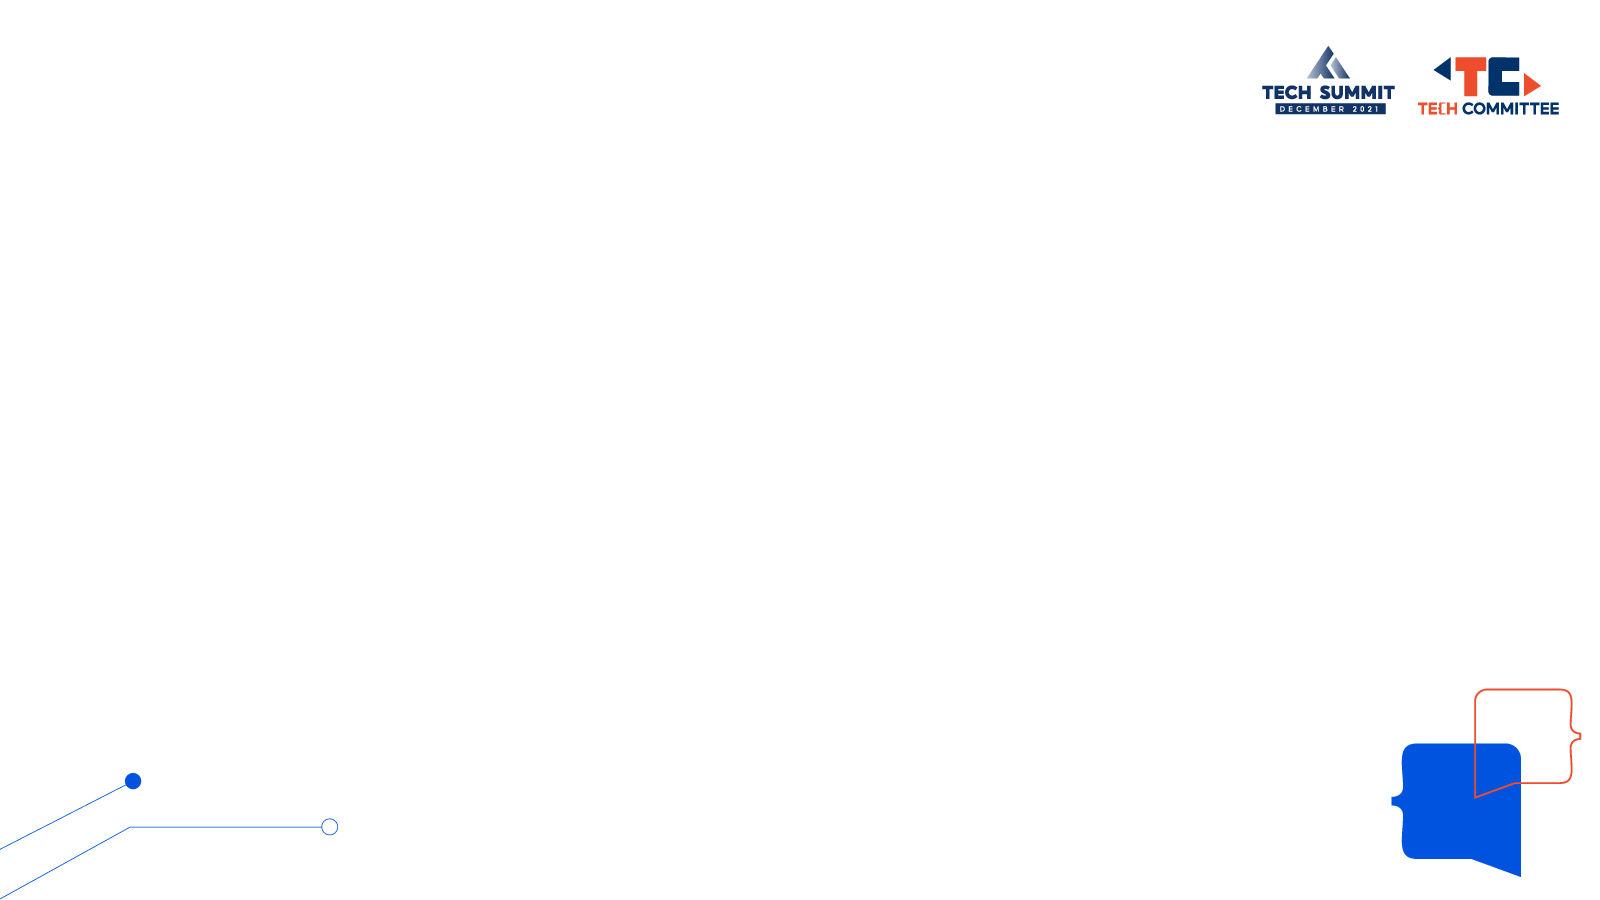 TECH SUMMIT
DECEMBER 2021
TC
TECH COMMITTEE